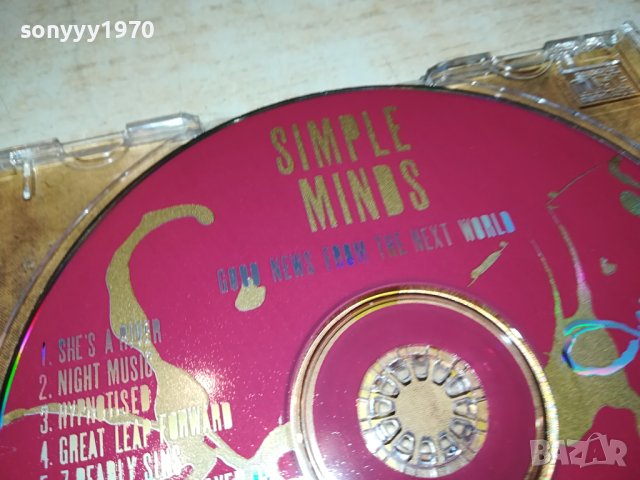 sonyyy1970
SIMPLE
MINDS
GOOD NEWS FROM THE NEXT WORLD
1. SHE'S A RIVER
2. NIGHT MUSIC
3. HYPNOTISED
4. GREAT LEAP FORWARD
5. 7 DEADLY SINS
BAZAR